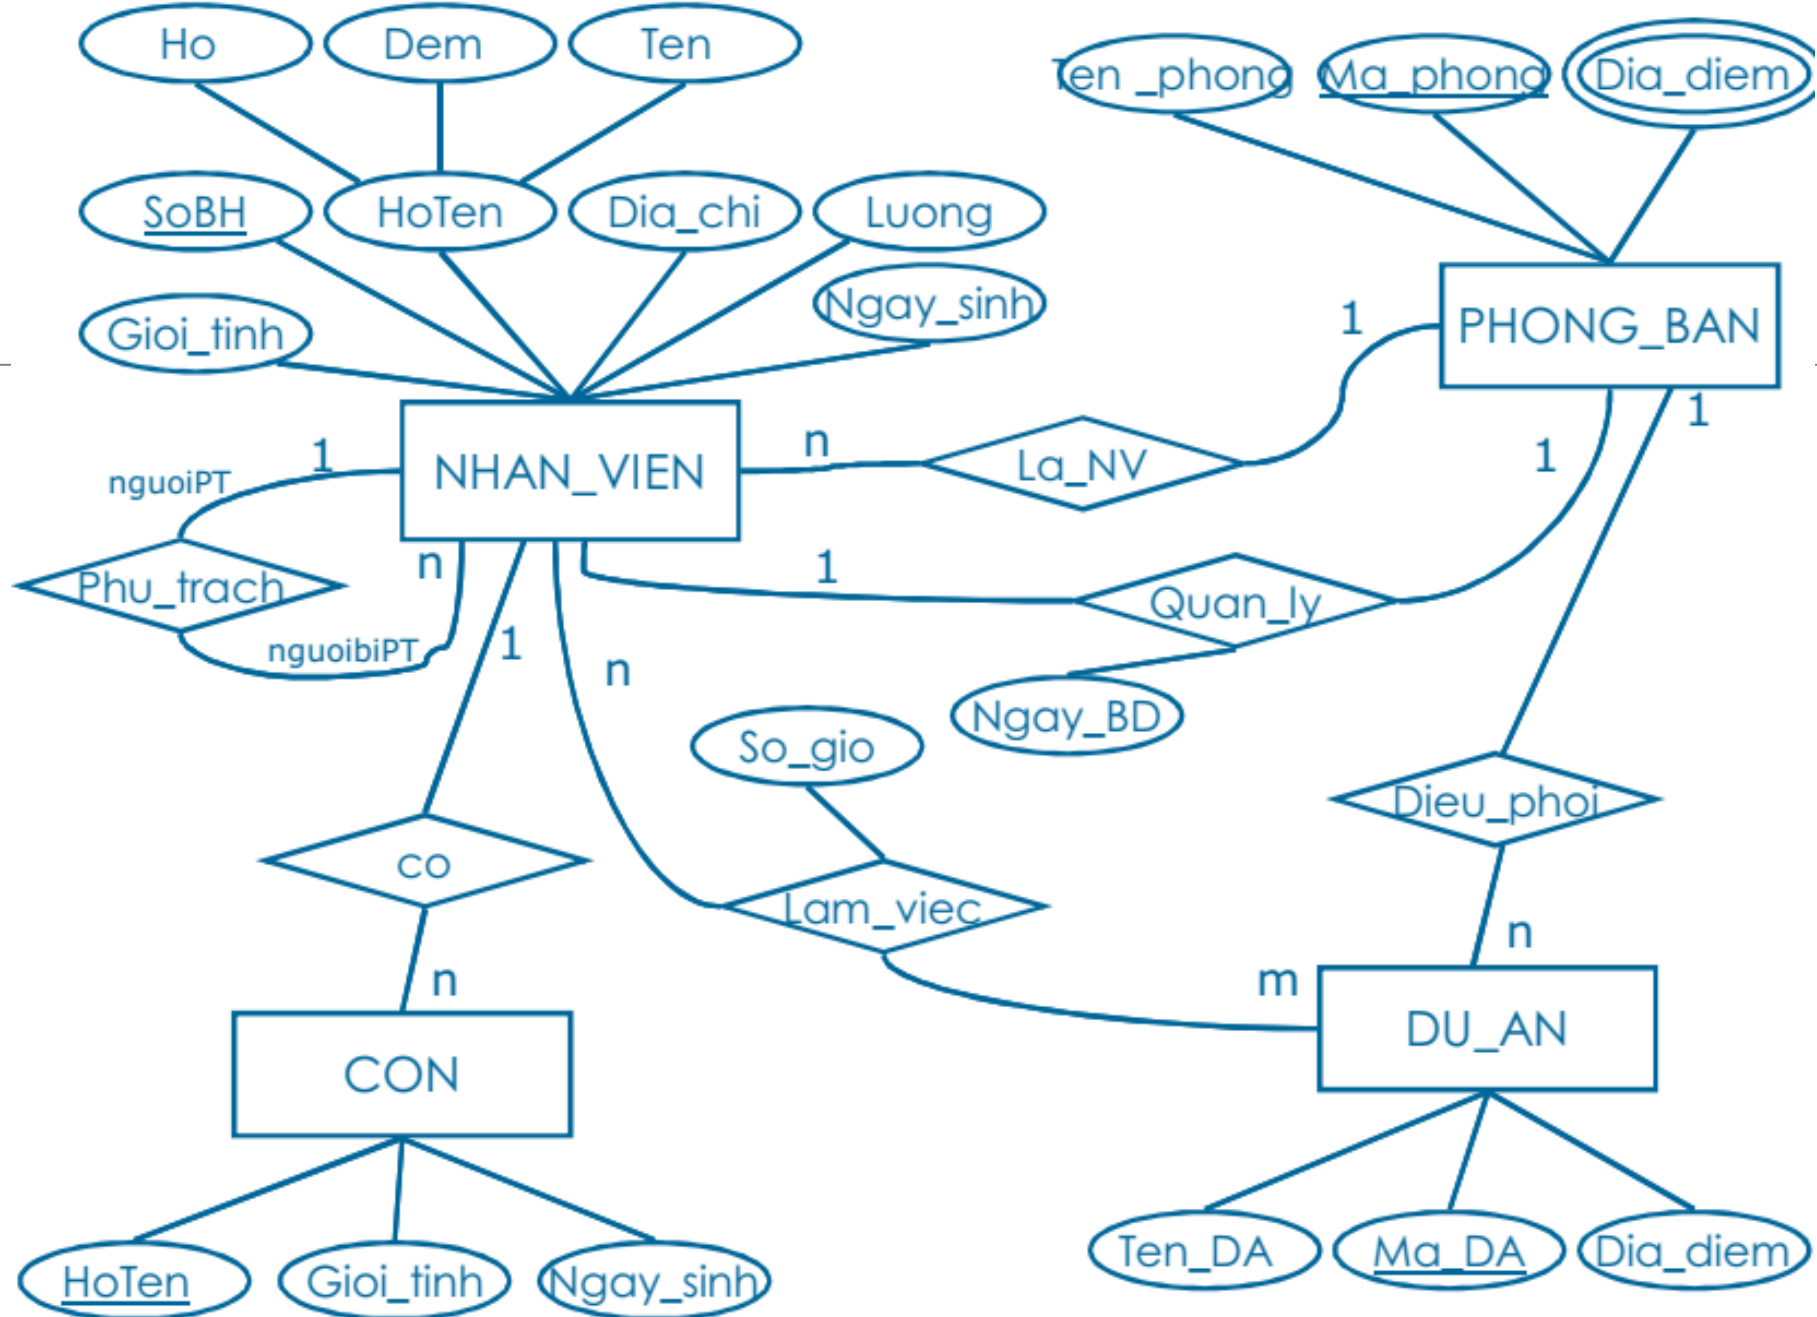 Ho
Dem
Ten
Ten _phong
Ma_phong
Dia_diem
SoBH
HoTen
Dia_chi
Luong
Gioi_tinh
Ngay_sinh
PHONG_BAN
1
1
1
NHAN_VIEN
n
La_NV
1
nguoiPT
n
Phu_trach
nguoibiPT
1
Quan_ly
Ngay_BD
1
n
So_gio
Dieu_phoi
co
Lam_viec
n
n
m
CON
DU_AN
HoTen
Gioi_tinh
Ngay_sinh
Ten_DA
Ma_DA
Dia_diem